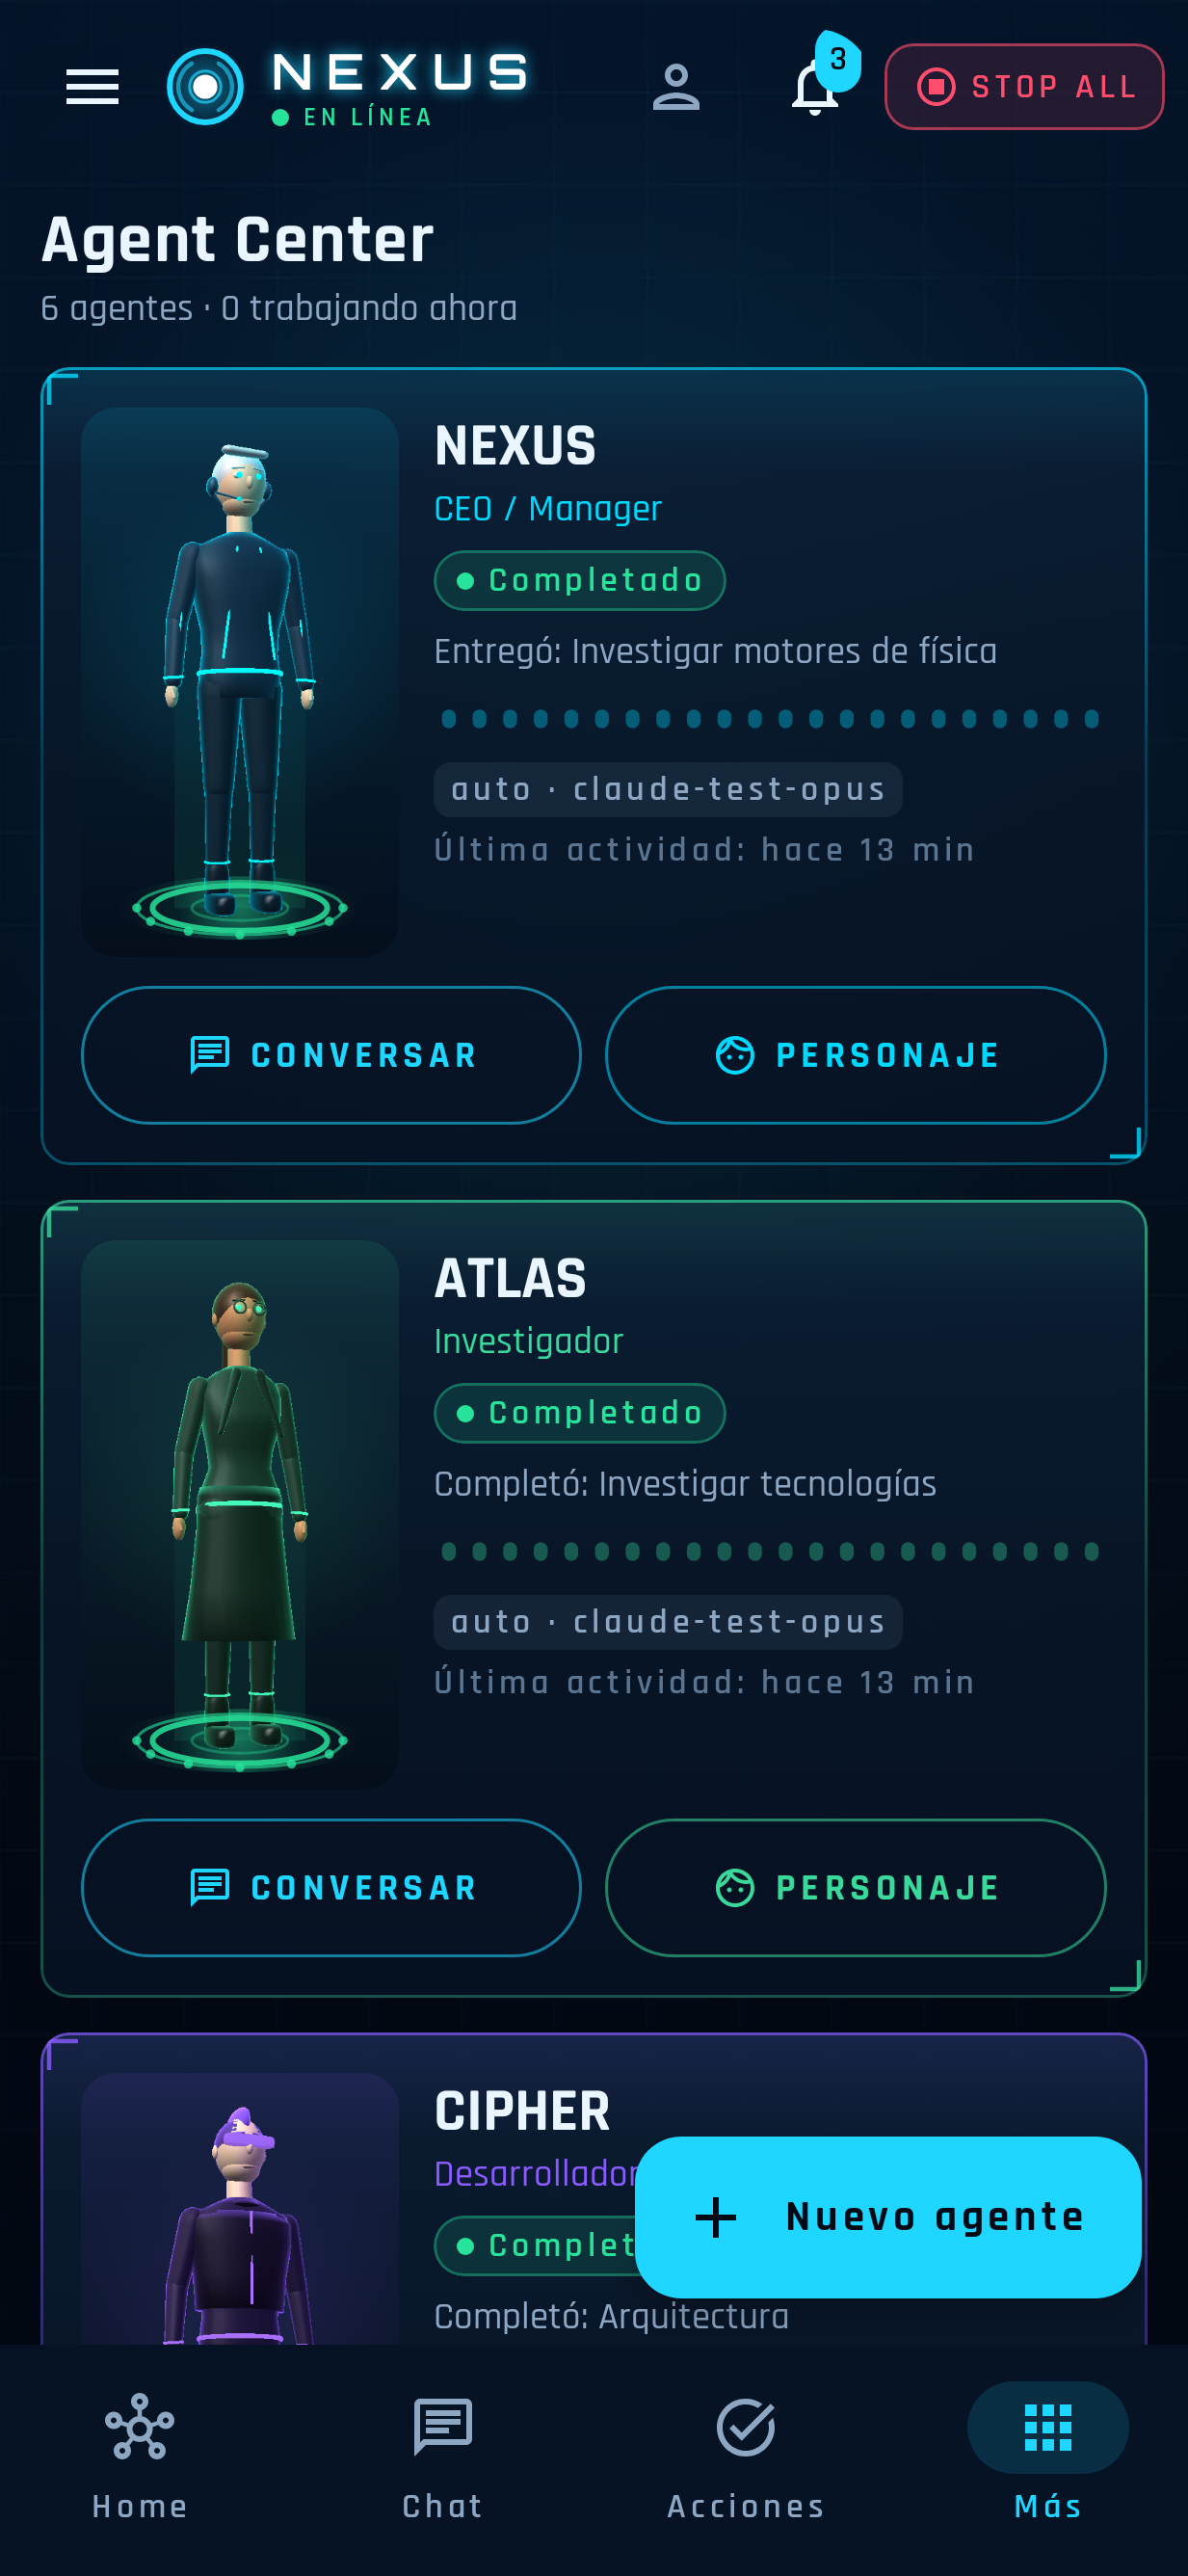 NEXUS
EN LÍNEA
3
STOP ALL
Agent Center
6 agentes · 0 trabajando ahora
NEXUS
CEO / Manager
Completado
Entregó: Investigar motores de física
auto · claude-test-opus
Última actividad: hace 13 min
CONVERSAR
PERSONAJE
ATLAS
Investigador
Completado
Completó: Investigar tecnologías
auto · claude-test-opus
Última actividad: hace 13 min
CONVERSAR
PERSONAJE
CIPHER
Desarrollador
Complet
Nuevo agente
Completó: Arquitectura
Home
Chat
Acciones
Más